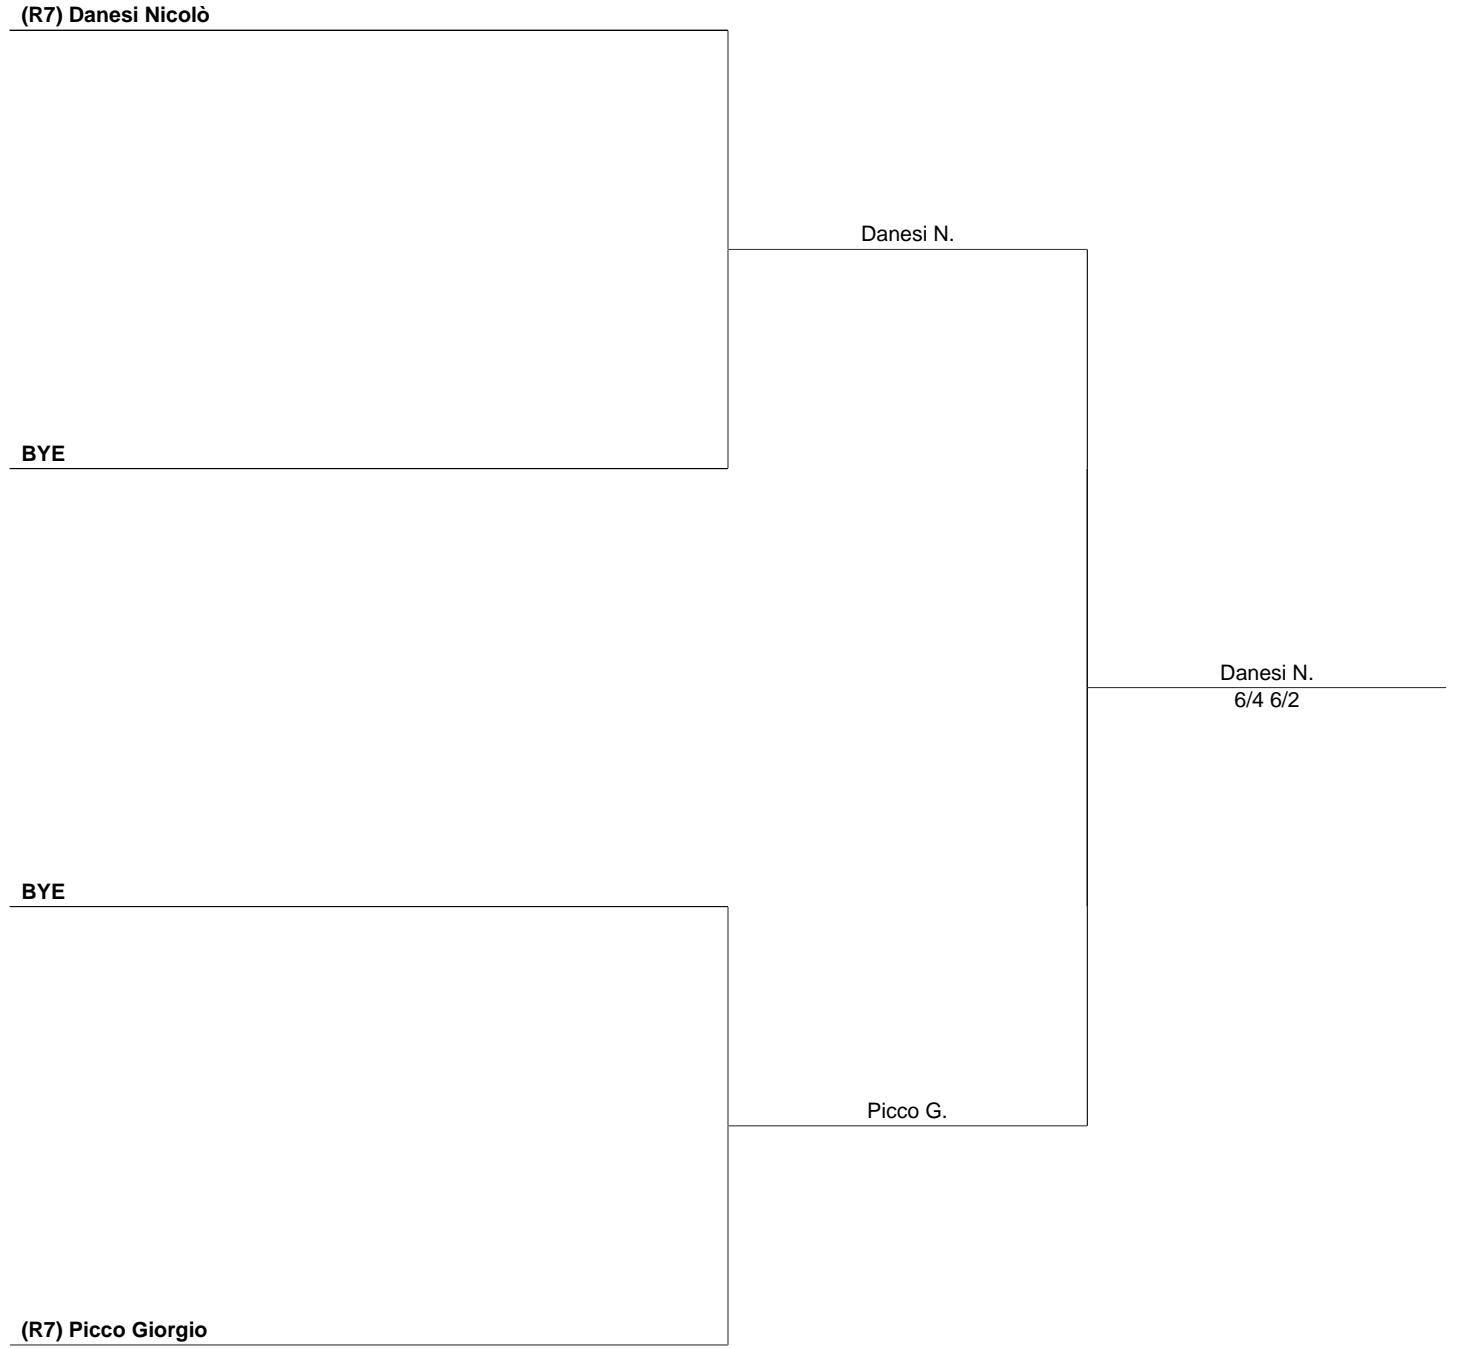 (R7) Danesi Nicolò
Danesi N.
BYE
Danesi N.
6/4 6/2
BYE
Picco G.
(R7) Picco Giorgio